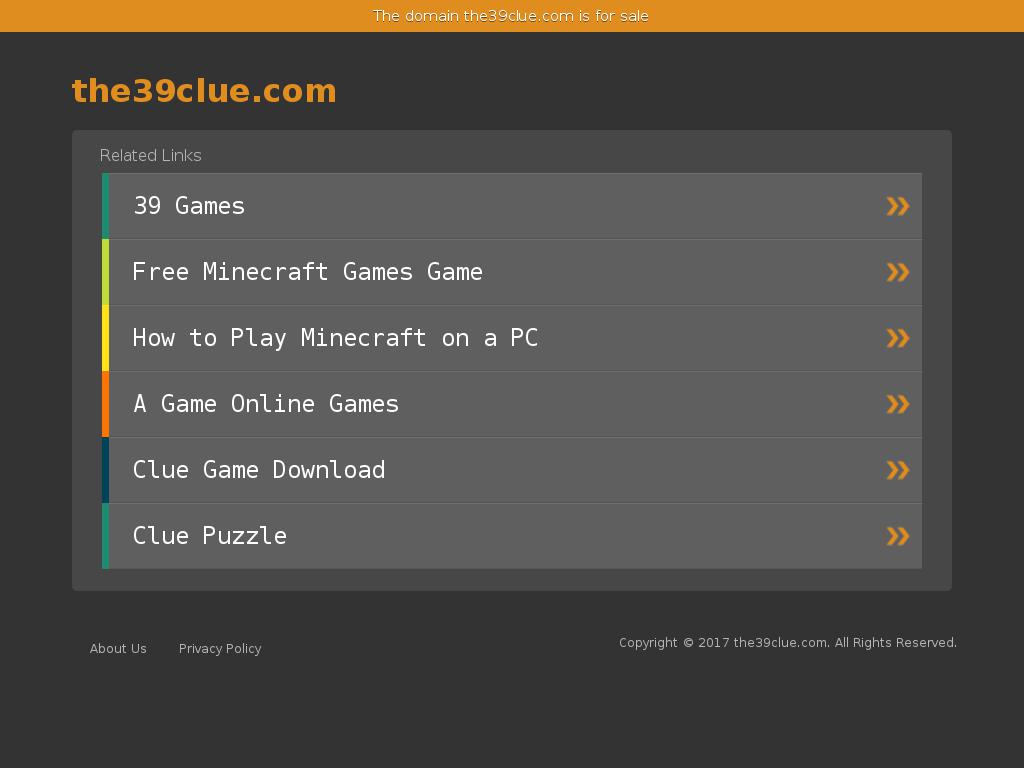 The domain the39clue.com is for sale
the39clue.com
Related Links
39 Games
Free Minecraft Games Game
How to Play Minecraft on a PC
A Game Online Games
Clue Game Download
Clue Puzzle
About Us Privacy Policy
Copyright © 2017 the39clue.com. All Rights Reserved.